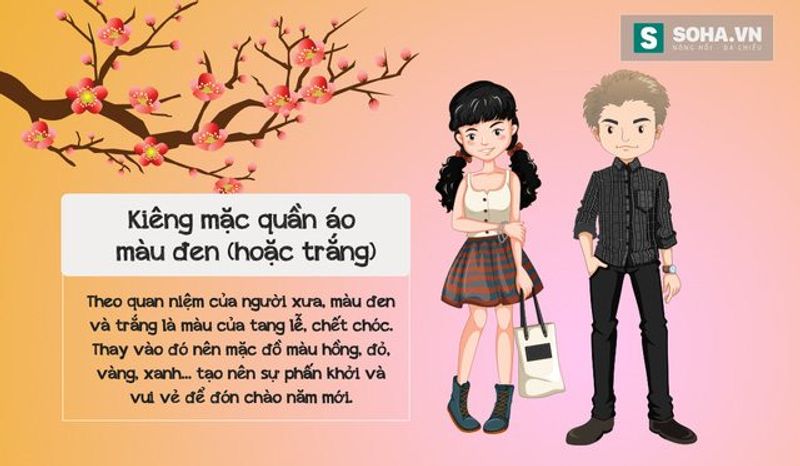 SOHA.VN
NÓNG HỔI - ĐA CHIỀU
Kiêng mặc quần áo
màu đen (hoặc trắng)
Theo quan niệm của người xưa, màu đen
và trắng là màu của tang lễ, chết chóc.
Thay vào đó nên mặc đồ màu hồng, đỏ,
vàng, xanh... tạo nên sự phấn khởi và
vui vẻ để đón chào năm mới.